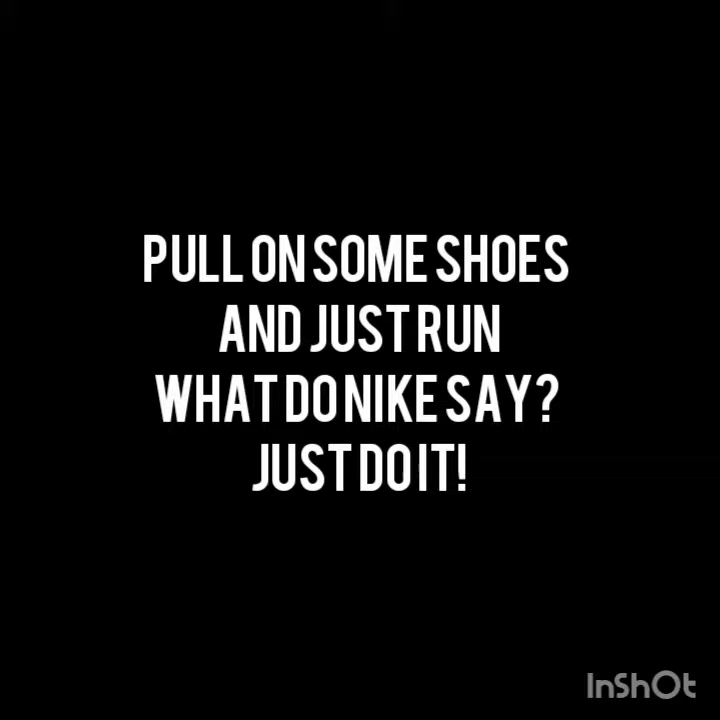 PULL ON SOME SHOES
AND JUST RUN
WHAT DO NIKE SAY?
JUST DO IT!
InShOt